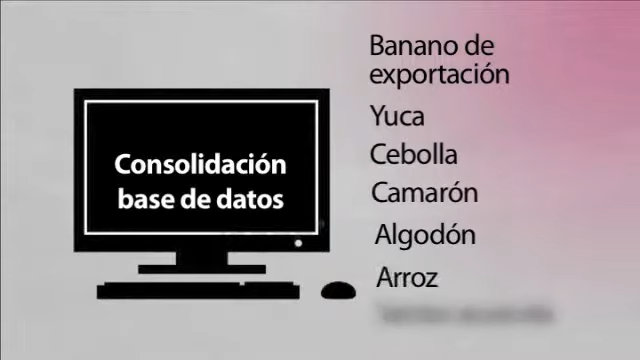 Consolidación
base de datos
Banano de
exportación
Yuca
Cebolla
Camarón
Algodón
Arroz